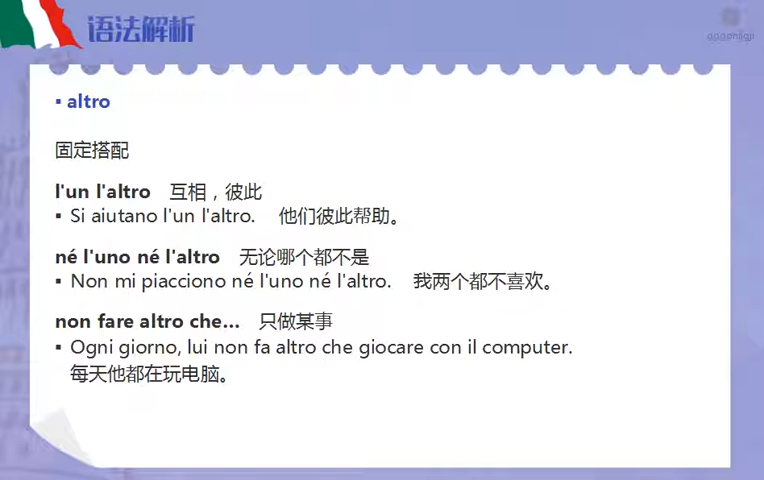 语法解析
▪ altro
固定搭配
l'un l'altro 互相，彼此
▪ Si aiutano l'un l'altro. 他们彼此帮助。
né l'uno né l'altro 无论哪个都不是
▪ Non mi piacciono né l'uno né l'altro. 我两个都不喜欢。
non fare altro che... 只做某事
▪ Ogni giorno, lui non fa altro che giocare con il computer.
每天他都在玩电脑。